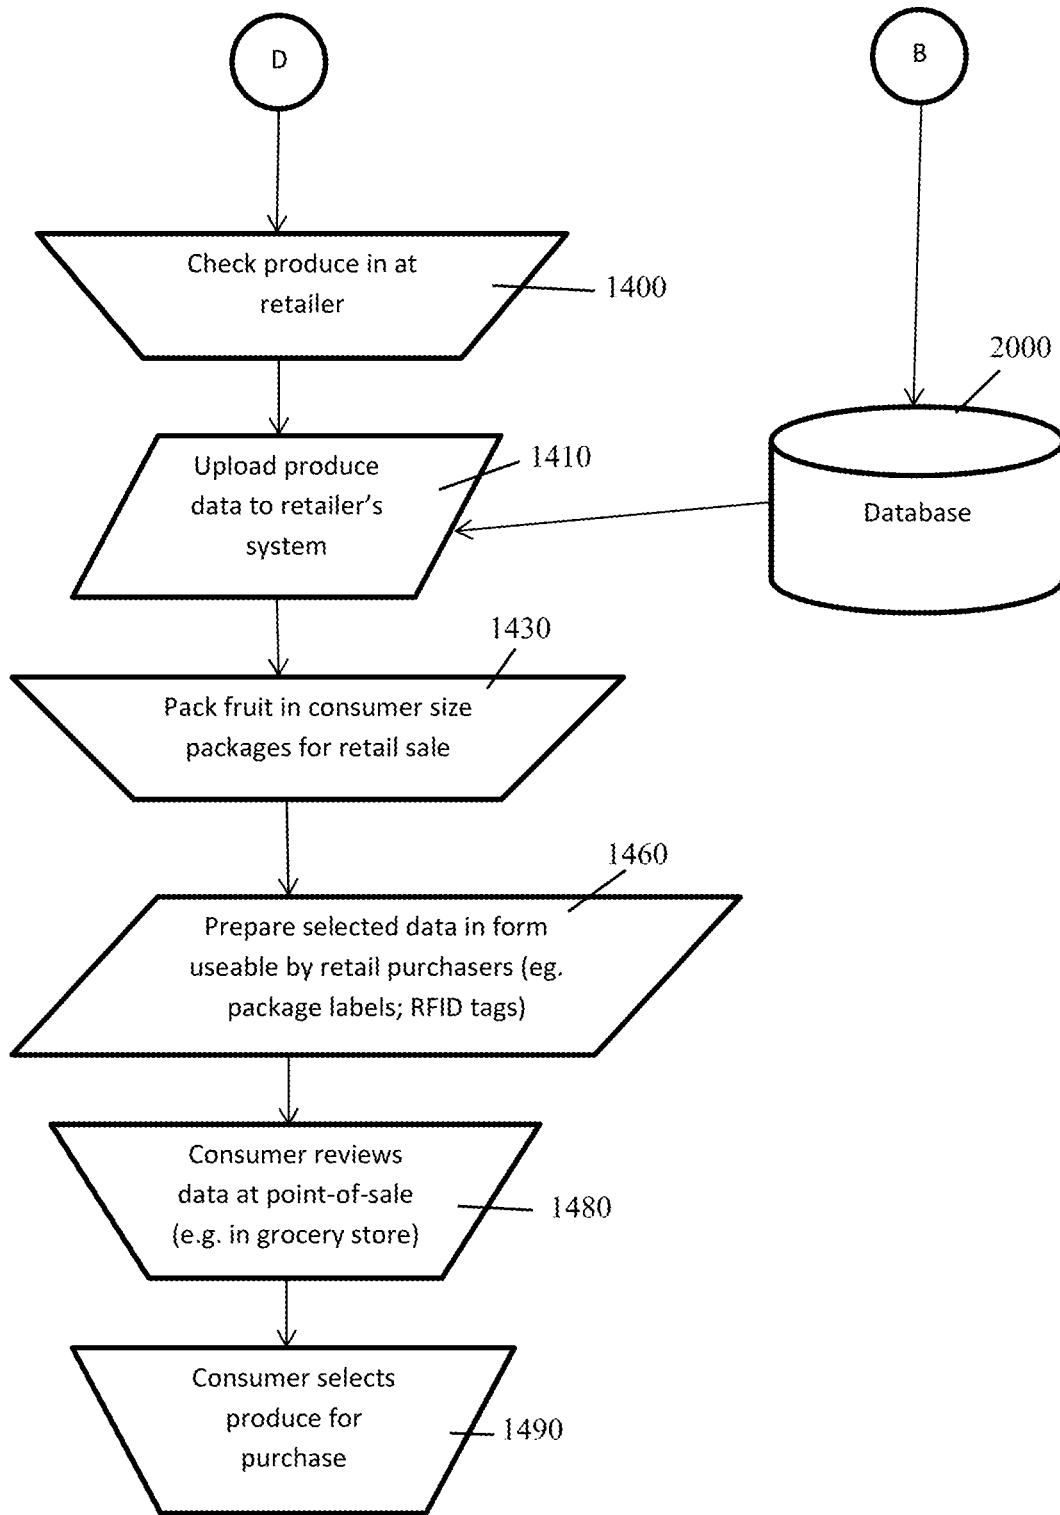 D
B
Check produce in at
retailer
1400
2000
Upload produce
data to retailer's
system
1410
Database
1430
Pack fruit in consumer size
packages for retail sale
1460
Prepare selected data in form
useable by retail purchasers (eg.
package labels; RFID tags)
Consumer reviews
data at point-of-sale
(e.g. in grocery store)
1480
Consumer selects
produce for
purchase
1490